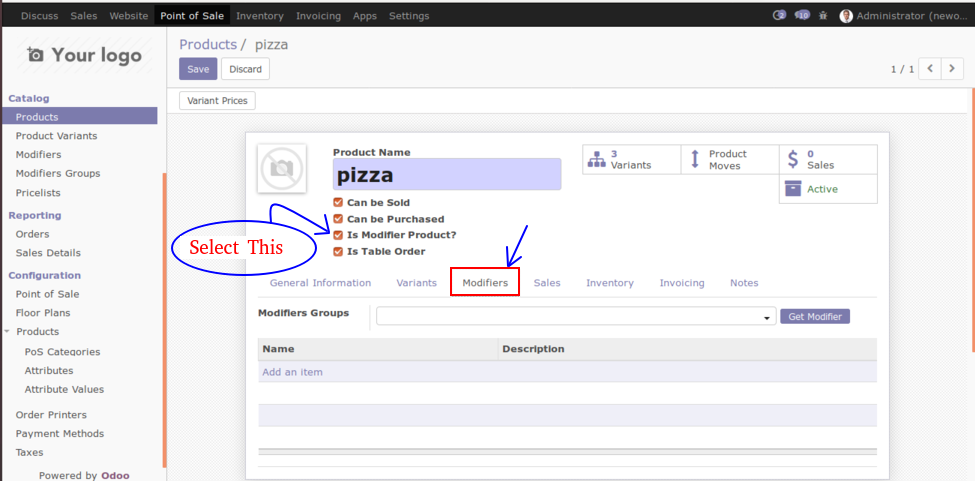 Discuss Sales Website Point of Sale Inventory Invoicing Apps Settings 2 10 Administrator (newo...
Your logo
Products / pizza
Save Discard
1 / 1
Variant Prices
Catalog
Products
Product Variants
Modifiers
Modifiers Groups
Pricelists
Reporting
Orders
Sales Details
Configuration
Point of Sale
Floor Plans
Products
PoS Categories
Attributes
Attribute Values
Order Printers
Payment Methods
Taxes
Powered by Odoo
Product Name
pizza
3 Variants
Product Moves
$ 0 Sales
Active
Can be Sold
Can be Purchased
Is Modifier Product?
Is Table Order
Select This
General Information Variants Modifiers Sales Inventory Invoicing Notes
Modifiers Groups
Get Modifier
Name Description
Add an item